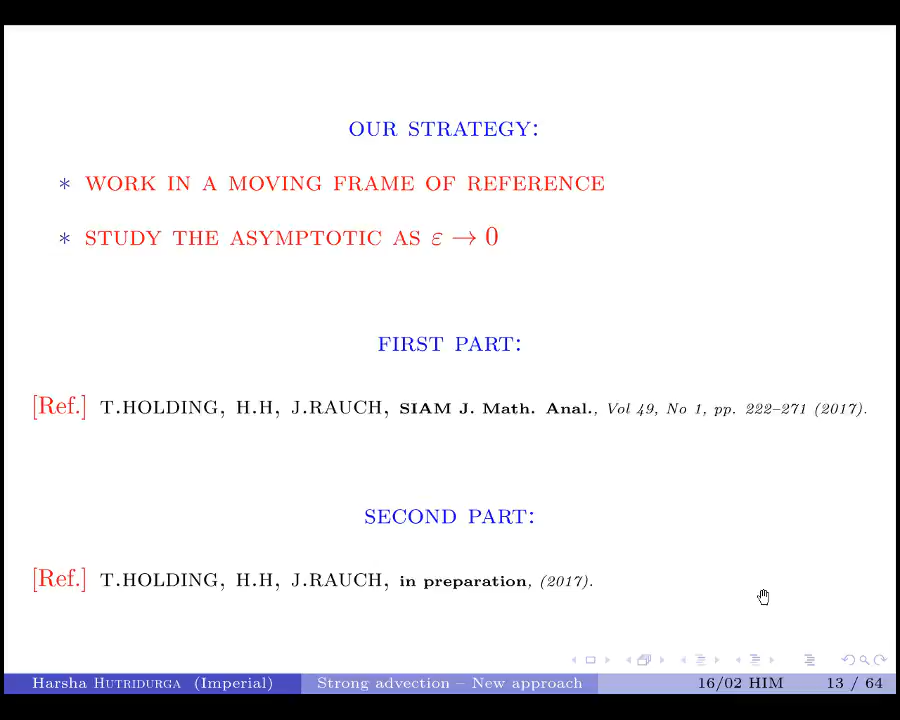 OUR STRATEGY:
* WORK IN A MOVING FRAME OF REFERENCE
* STUDY THE ASYMPTOTIC AS ε → 0
FIRST PART:
[Ref.] T.HOLDING, H.H, J.RAUCH, SIAM J. Math. Anal., Vol 49, No 1, pp. 222–271 (2017).
SECOND PART:
[Ref.] T.HOLDING, H.H, J.RAUCH, in preparation, (2017).
Harsha HUTRIDURGA (Imperial) Strong advection – New approach 16/02 HIM 13 / 64